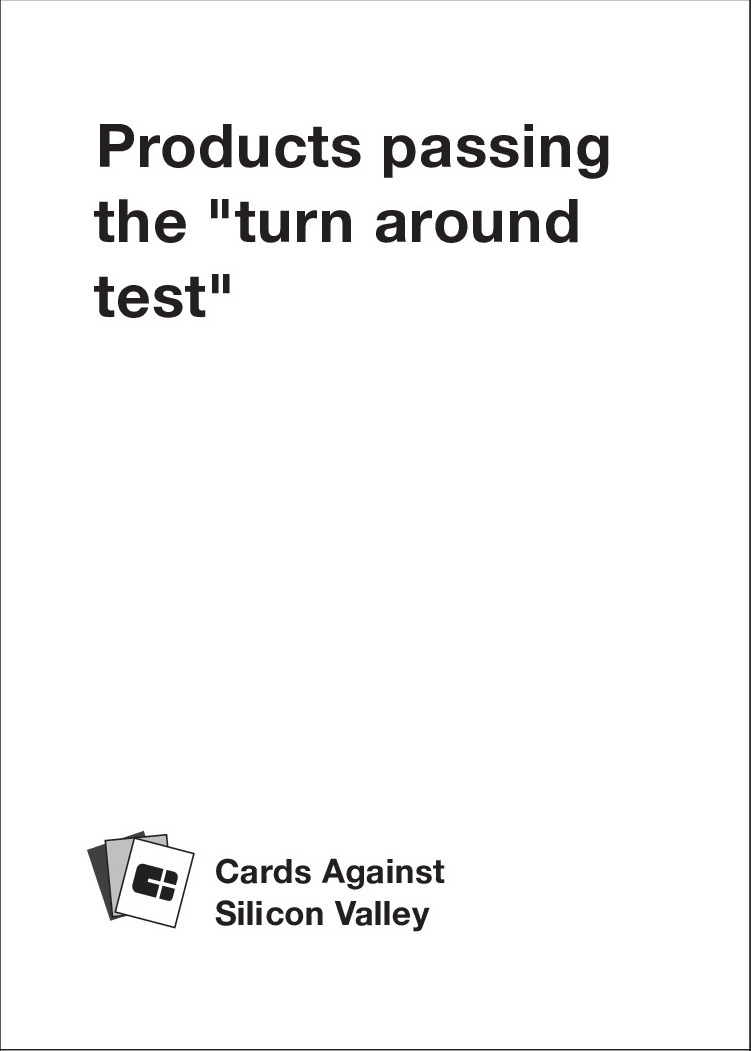 Products passing
the "turn around
test"
Cards Against
Silicon Valley